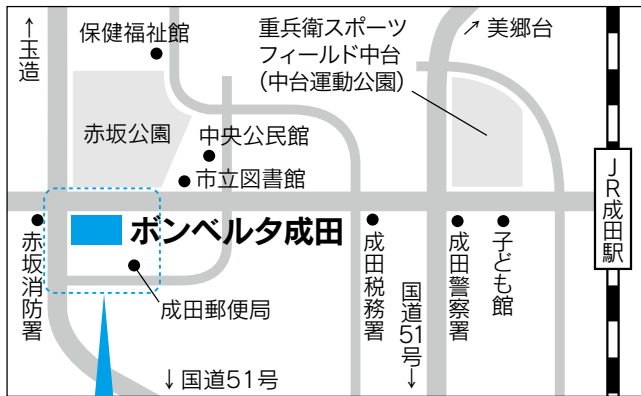 ↑玉造
保健福祉館
重兵衛スポーツ
フィールド中台
(中台運動公園)
↗美郷台
赤坂公園
中央公民館
市立図書館
JR成田駅
ボンベルタ成田
赤坂消防署
成田郵便局
成田税務署
国道51号↓
成田警察署
子ども館
↓国道51号